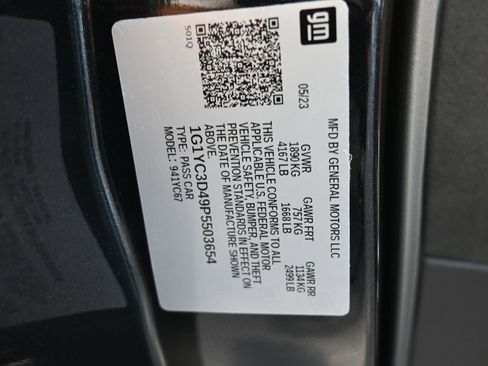 gm
MFD BY GENERAL MOTORS LLC
05/23
GVWR
1890 KG
4167 LB
GAWR FRT
757 KG
1668 LB
GAWR RR
1134 KG
2499 LB
THIS VEHICLE CONFORMS TO ALL
APPLICABLE U.S. FEDERAL MOTOR
VEHICLE SAFETY, BUMPER, AND THEFT
PREVENTION STANDARDS IN EFFECT ON
THE DATE OF MANUFACTURE SHOWN
ABOVE.
1G1YC3D49P5503654
TYPE: PASS CAR
MODEL: 941YC67
501Q